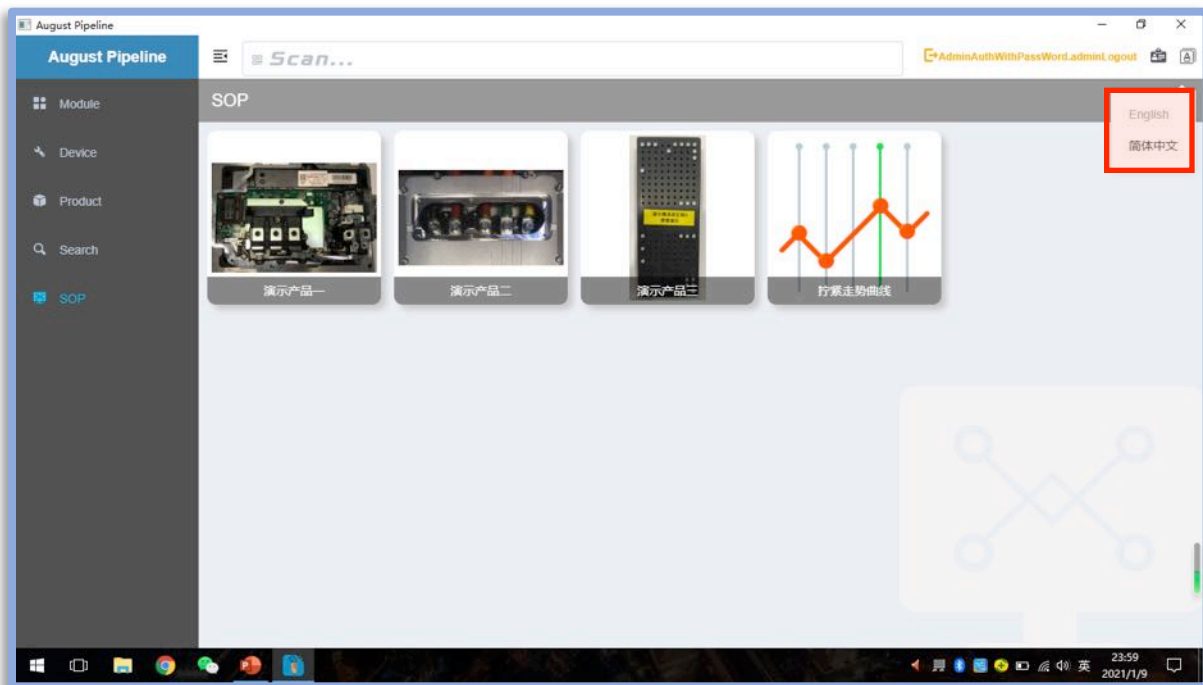 August Pipeline
August Pipeline
Scan...
AdminAuthWithPassWord.adminLogout
A
Module
SOP
English
简体中文
Device
Product
Search
SOP
演示产品一
演示产品二
演示产品三
拧紧走势曲线
英
23:59
2021/1/9